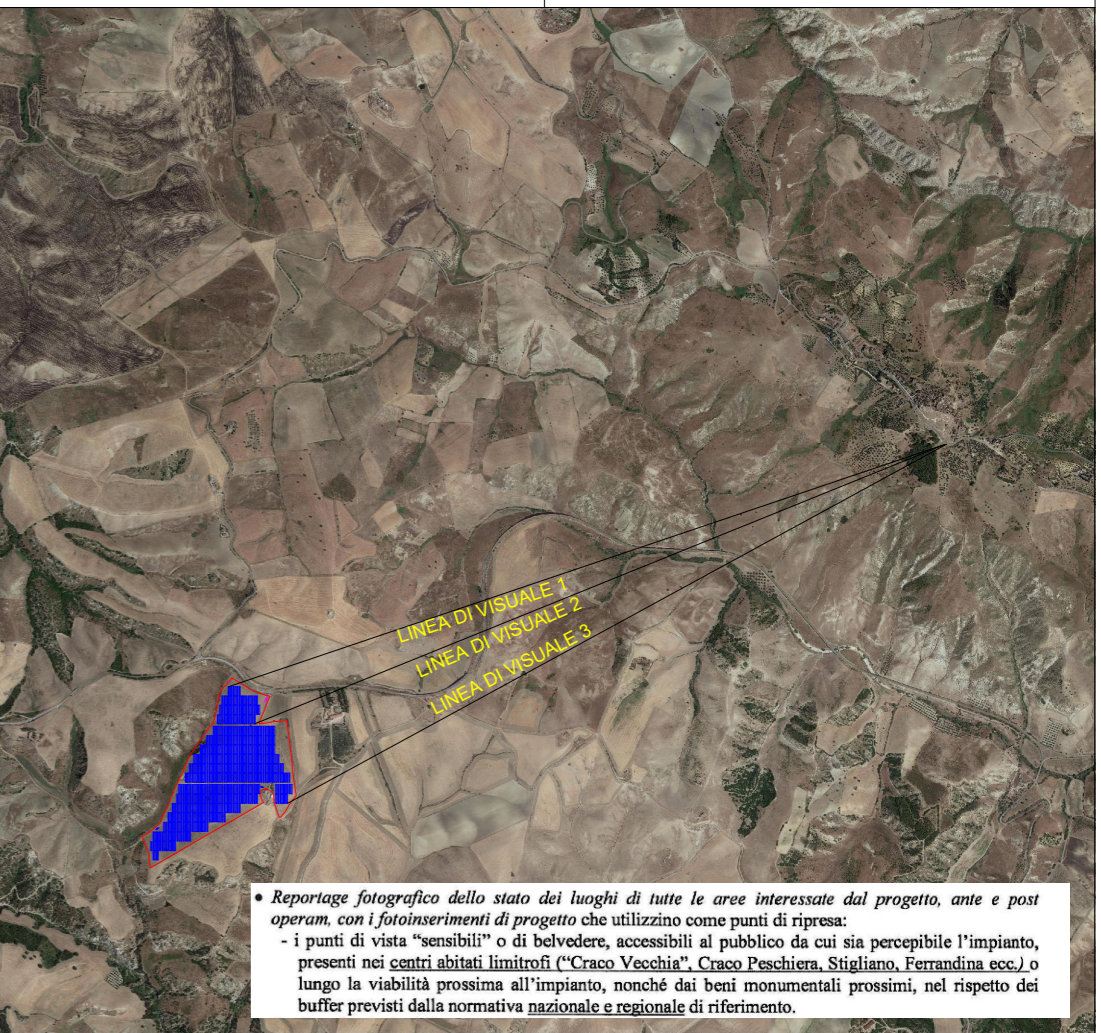 LINEA DI VISUALE 1
LINEA DI VISUALE 2
LINEA DI VISUALE 3
• Reportage fotografico dello stato dei luoghi di tutte le aree interessate dal progetto, ante e post
operam, con i fotoinserimenti di progetto che utilizzino come punti di ripresa:
- i punti di vista “sensibili” o di belvedere, accessibili al pubblico da cui sia percepibile l’impianto,
presenti nei centri abitati limitrofi (“Craco Vecchia”, Craco Peschiera, Stigliano, Ferrandina ecc.) o
lungo la viabilità prossima all’impianto, nonché dai beni monumentali prossimi, nel rispetto dei
buffer previsti dalla normativa nazionale e regionale di riferimento.